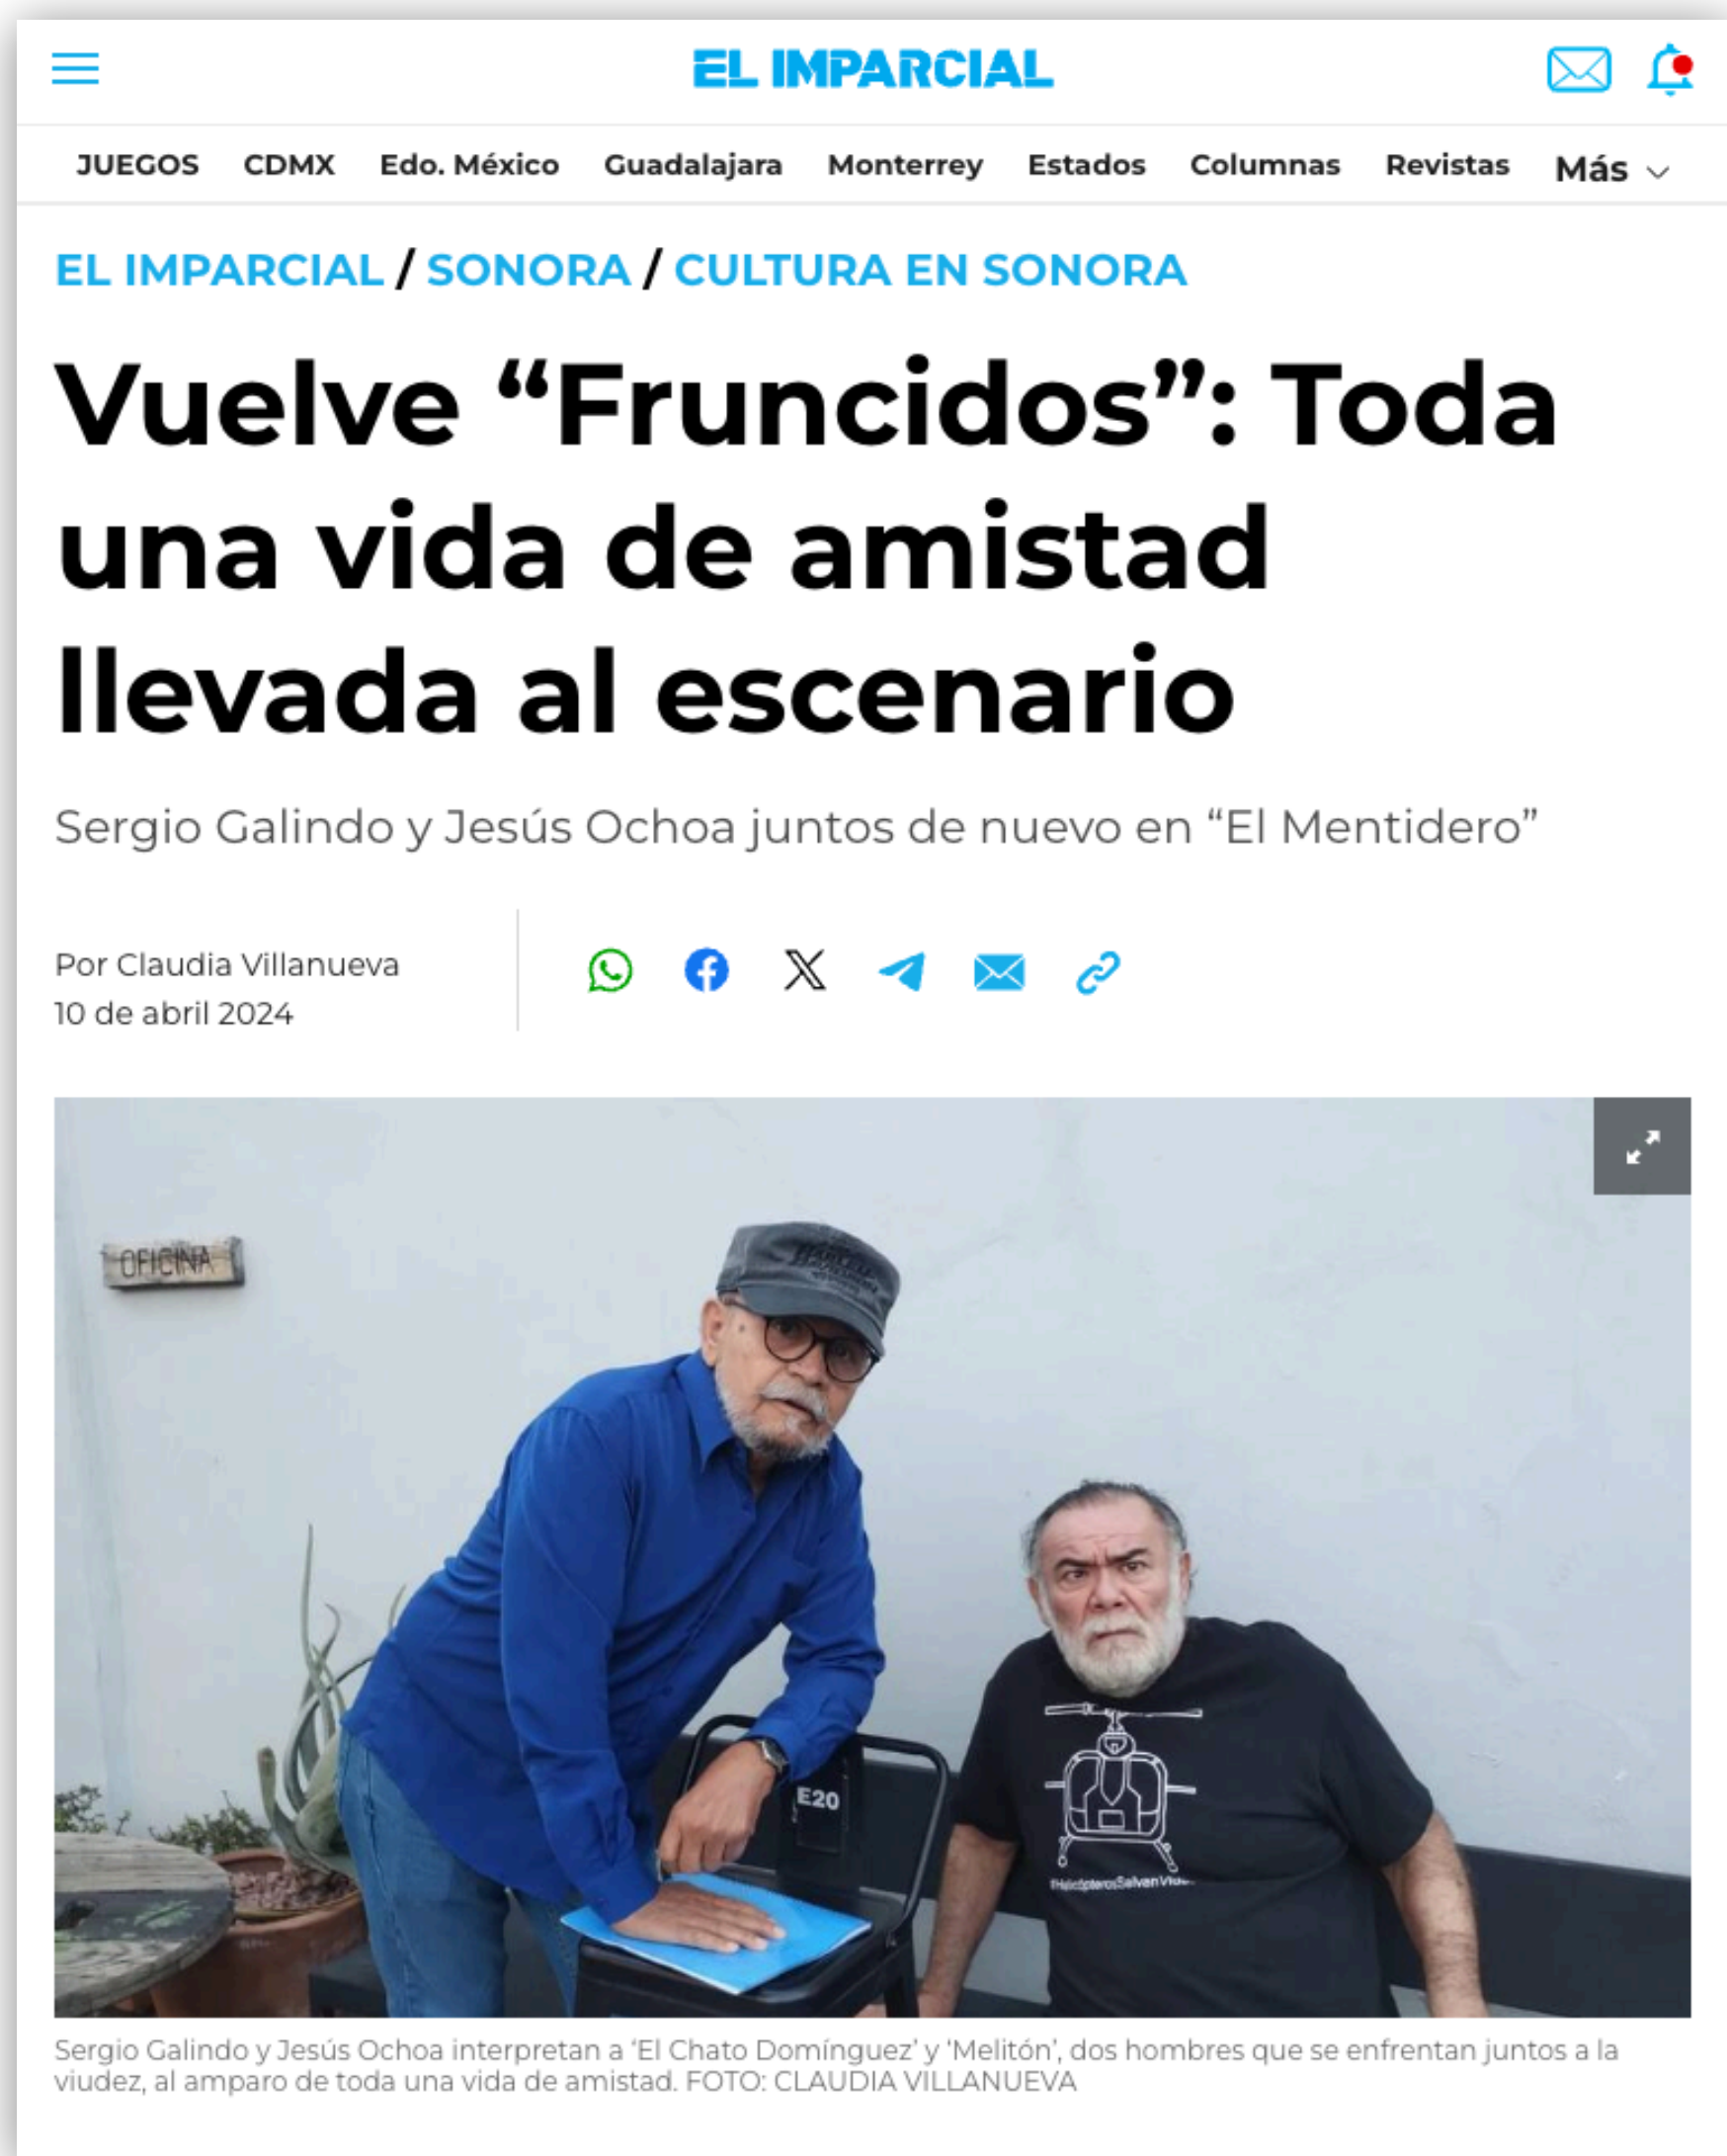 EL IMPARCIAL
JUEGOS CDMX Edo. México Guadalajara Monterrey Estados Columnas Revistas Más
EL IMPARCIAL / SONORA / CULTURA EN SONORA
Vuelve “Fruncidos”: Toda
una vida de amistad
llevada al escenario
Sergio Galindo y Jesús Ochoa juntos de nuevo en “El Mentidero”
Por Claudia Villanueva
10 de abril 2024
OFICINA
E20
#HelicópterosSalvanVidas
Sergio Galindo y Jesús Ochoa interpretan a ‘El Chato Domínguez’ y ‘Melitón’, dos hombres que se enfrentan juntos a la
viudez, al amparo de toda una vida de amistad. FOTO: CLAUDIA VILLANUEVA